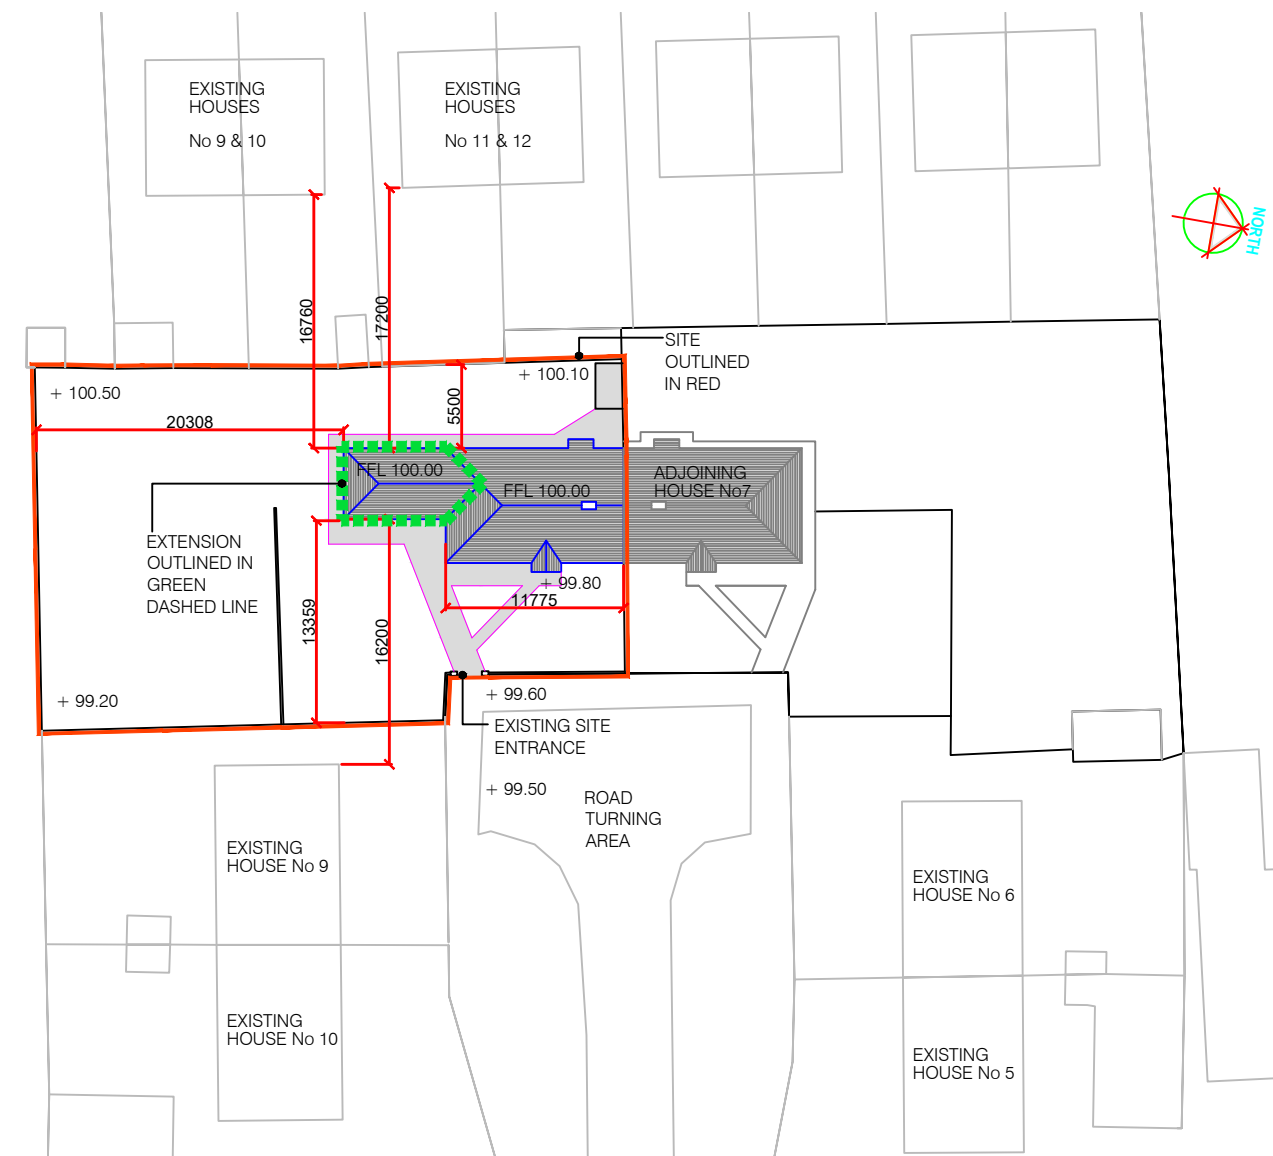 EXISTING
HOUSES
No 9 & 10
EXISTING
HOUSES
No 11 & 12
NORTH
16760
17200
SITE
OUTLINED
IN RED
+ 100.10
+ 100.50
5500
20308
FFL 100.00
FFL 100.00
ADJOINING
HOUSE No7
EXTENSION
OUTLINED IN
GREEN
DASHED LINE
+ 99.80
11775
13359
16200
+ 99.20
+ 99.60
EXISTING SITE
ENTRANCE
+ 99.50
ROAD
TURNING
AREA
EXISTING
HOUSE No 9
EXISTING
HOUSE No 6
EXISTING
HOUSE No 10
EXISTING
HOUSE No 5